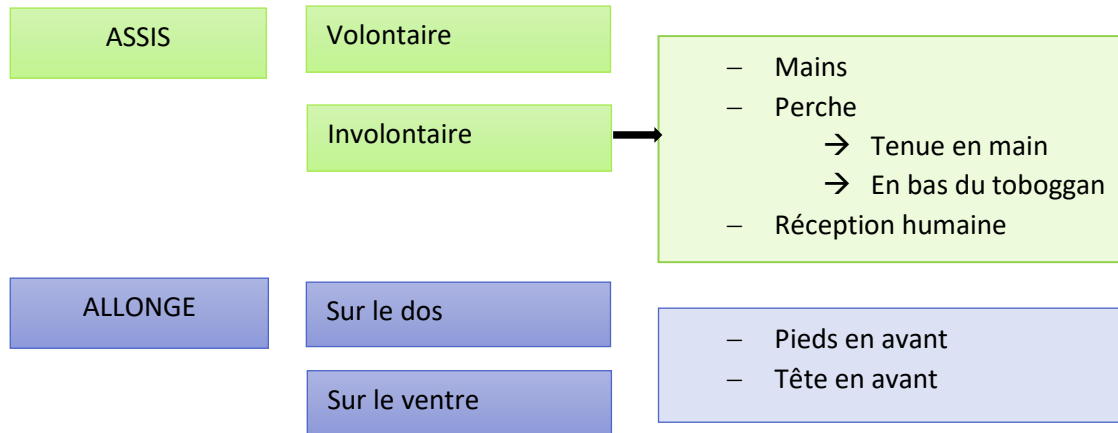 ASSIS
Volontaire
Involontaire
– Mains
– Perche
→ Tenue en main
→ En bas du toboggan
– Réception humaine
ALLONGE
Sur le dos
Sur le ventre
– Pieds en avant
– Tête en avant